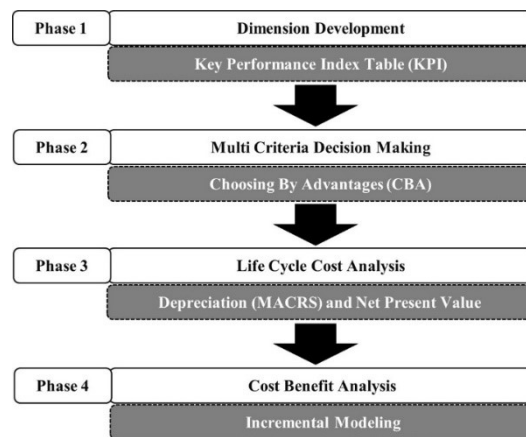 Phase 1 Dimension Development
Key Performance Index Table (KPI)
Phase 2 Multi Criteria Decision Making
Choosing By Advantages (CBA)
Phase 3 Life Cycle Cost Analysis
Depreciation (MACRS) and Net Present Value
Phase 4 Cost Benefit Analysis
Incremental Modeling